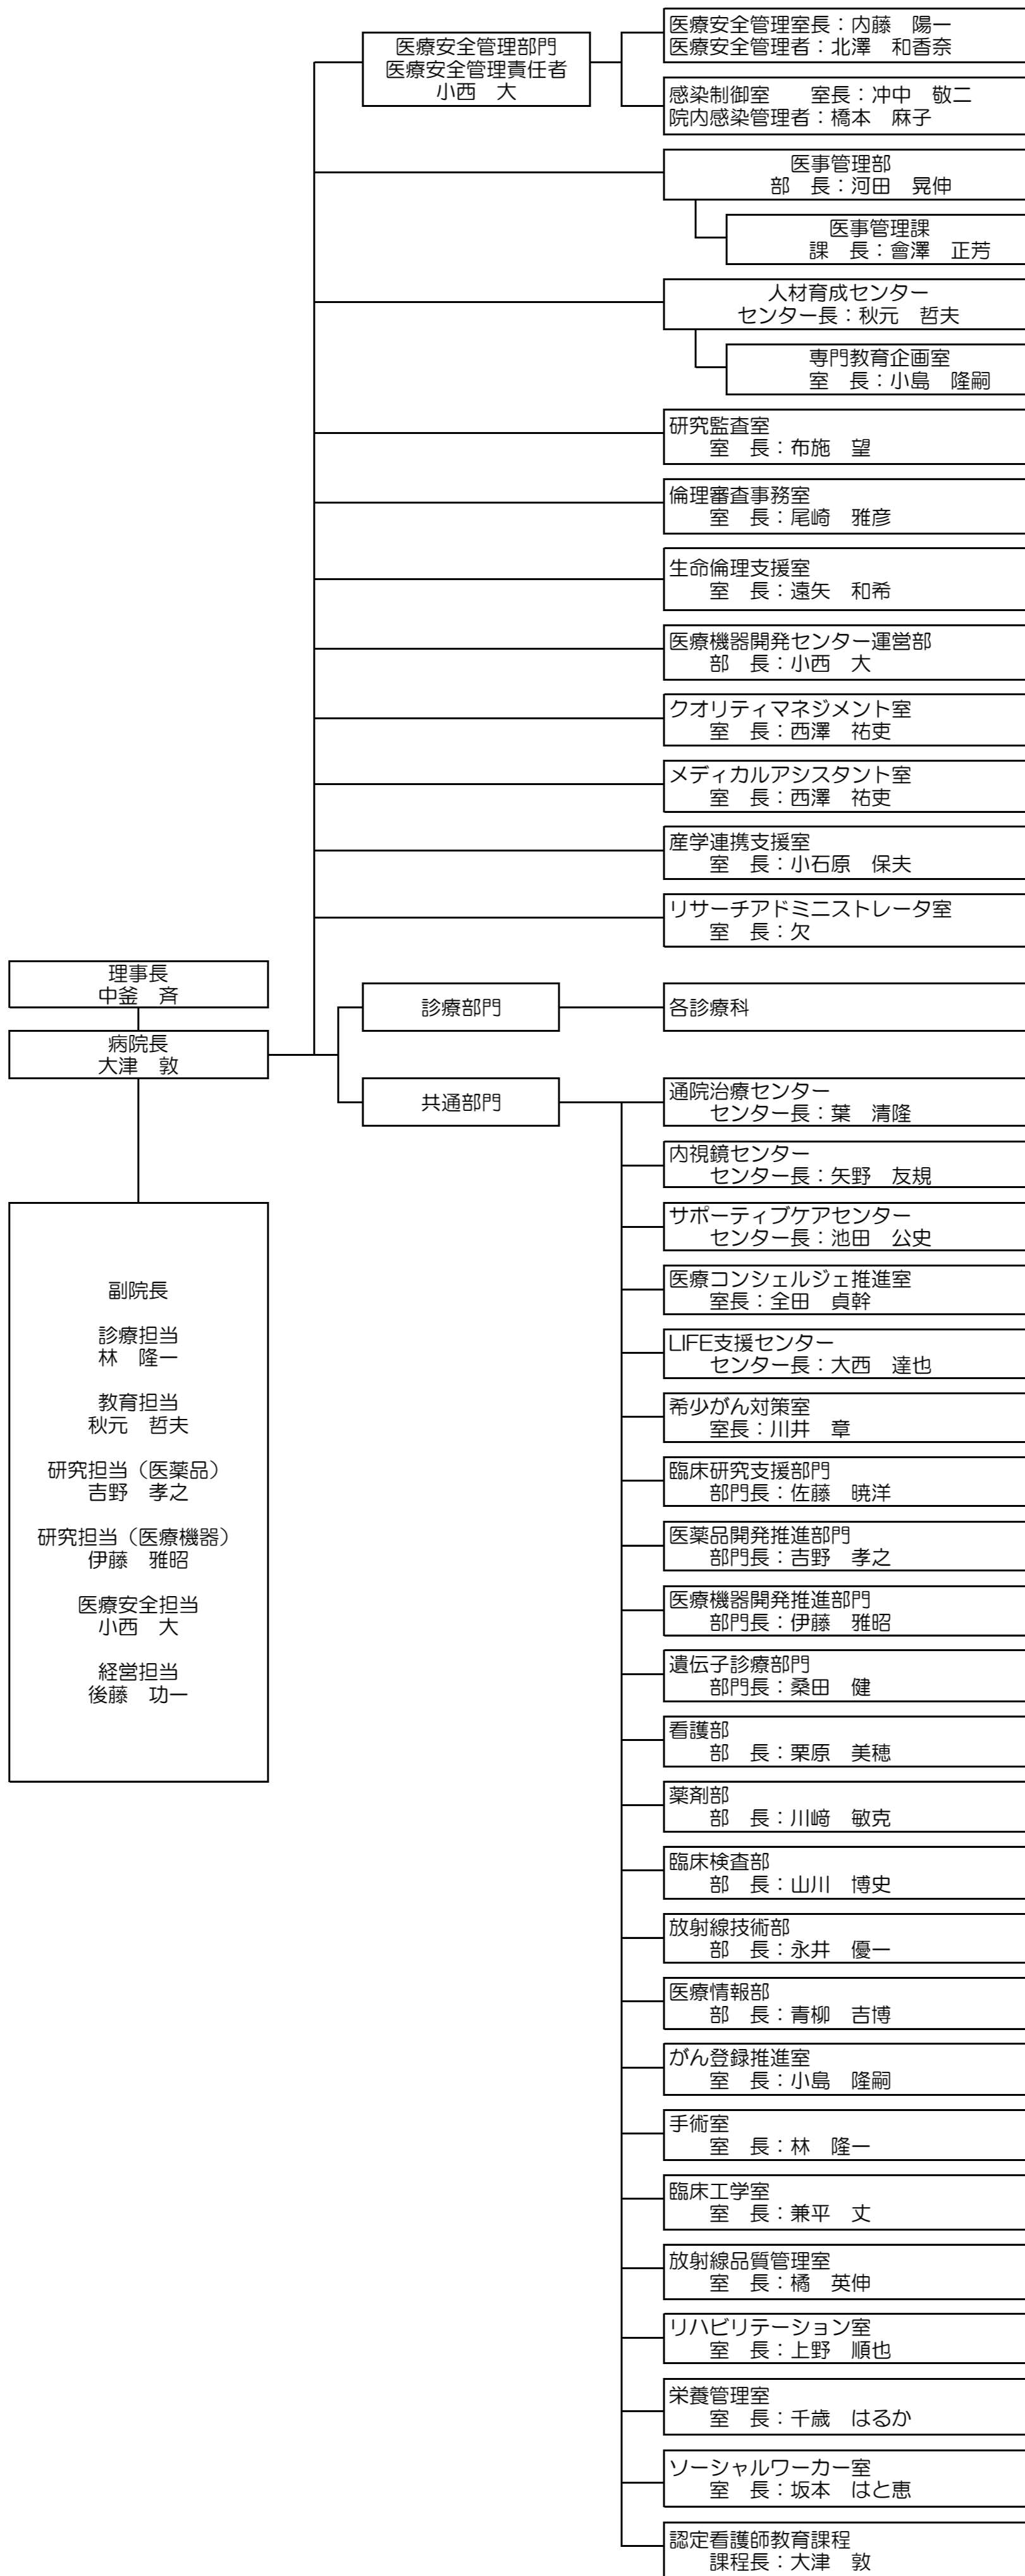 医療安全管理部門
医療安全管理責任者
小西　大
医療安全管理室長：内藤　陽一
医療安全管理者：北澤　和香奈
感染制御室　　室長：冲中　敬二
院内感染管理者：橋本　麻子
医事管理部
部　長：河田　晃伸
医事管理課
課　長：會澤　正芳
人材育成センター
センター長：秋元　哲夫
専門教育企画室
室　長：小島　隆嗣
研究監査室
室　長：布施　望
倫理審査事務室
室　長：尾崎　雅彦
生命倫理支援室
室　長：遠矢　和希
医療機器開発センター運営部
部　長：小西　大
クオリティマネジメント室
室　長：西澤　祐吏
メディカルアシスタント室
室　長：西澤　祐吏
産学連携支援室
室　長：小石原　保夫
リサーチアドミニストレータ室
室　長：欠
理事長
中釜　斉
病院長
大津　敦
副院長
診療担当
林　隆一
教育担当
秋元　哲夫
研究担当（医薬品）
吉野　孝之
研究担当（医療機器）
伊藤　雅昭
医療安全担当
小西　大
経営担当
後藤　功一
診療部門
各診療科
共通部門
通院治療センター
センター長：葉　清隆
内視鏡センター
センター長：矢野　友規
サポーティブケアセンター
センター長：池田　公史
医療コンシェルジェ推進室
室長：全田　貞幹
LIFE支援センター
センター長：大西　達也
希少がん対策室
室長：川井　章
臨床研究支援部門
部門長：佐藤　暁洋
医薬品開発推進部門
部門長：吉野　孝之
医療機器開発推進部門
部門長：伊藤　雅昭
遺伝子診療部門
部門長：桑田　健
看護部
部　長：栗原　美穂
薬剤部
部　長：川﨑　敏克
臨床検査部
部　長：山川　博史
放射線技術部
部　長：永井　優一
医療情報部
部　長：青柳　吉博
がん登録推進室
室　長：小島　隆嗣
手術室
室　長：林　隆一
臨床工学室
室　長：兼平　丈
放射線品質管理室
室　長：橘　英伸
リハビリテーション室
室　長：上野　順也
栄養管理室
室　長：千歳　はるか
ソーシャルワーカー室
室　長：坂本　はと恵
認定看護師教育課程
課程長：大津　敦